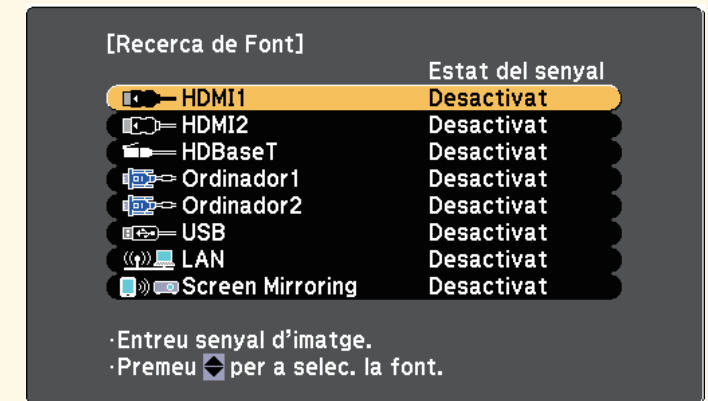 [Recerca de Font]
Estat del senyal
HDMI1 Desactivat
HDMI2 Desactivat
HDBaseT Desactivat
Ordinador1 Desactivat
Ordinador2 Desactivat
USB Desactivat
LAN Desactivat
Screen Mirroring Desactivat
·Entreu senyal d'imatge.
·Premeu per a selec. la font.